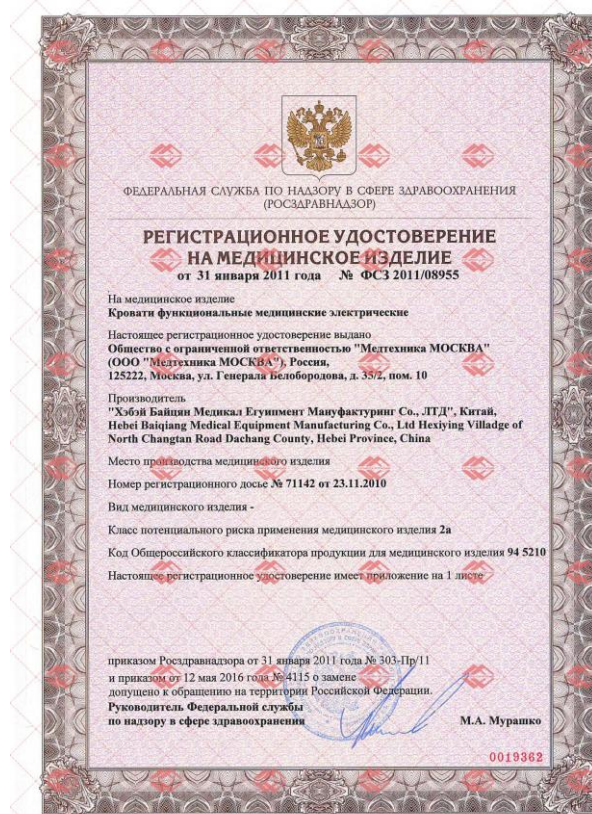 ФЕДЕРАЛЬНАЯ СЛУЖБА ПО НАДЗОРУ В СФЕРЕ ЗДРАВООХРАНЕНИЯ
(РОСЗДРАВНАДЗОР)
РЕГИСТРАЦИОННОЕ УДОСТОВЕРЕНИЕ
НА МЕДИЦИНСКОЕ ИЗДЕЛИЕ
от 31 января 2011 года № ФСЗ 2011/08955
На медицинское изделие
Кровати функциональные медицинские электрические
Настоящее регистрационное удостоверение выдано
Общество с ограниченной ответственностью "Медтехника МОСКВА"
(ООО "Медтехника МОСКВА"), Россия,
125222, Москва, ул. Генерала Белобородова, д. 35/2, пом. 10
Производитель
"Хэбэй Байцян Медикал Егуипмент Мануфактуринг Со., ЛТД", Китай,
Hebei Baiqiang Medical Equipment Manufacturing Co., Ltd Hexiying Villadge of
North Changtan Road Dachang County, Hebei Province, China
Место производства медицинского изделия
Номер регистрационного досье № 71142 от 23.11.2010
Вид медицинского изделия -
Класс потенциального риска применения медицинского изделия 2а
Код Общероссийского классификатора продукции для медицинского изделия 94 5210
Настоящее регистрационное удостоверение имеет приложение на 1 листе
приказом Росздравнадзора от 31 января 2011 года № 303-Пр/11
и приказом от 12 мая 2016 года № 4115 о замене
допущено к обращению на территории Российской Федерации.
Руководитель Федеральной службы
по надзору в сфере здравоохранения М.А. Мурашко
0019362